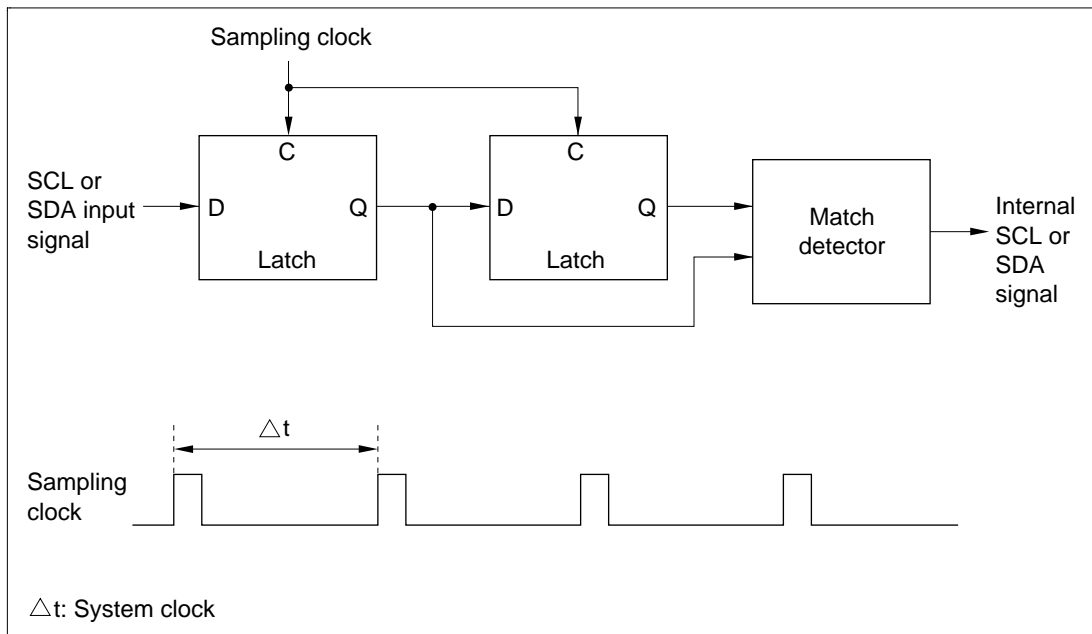 Sampling clock
C
C
SCL or
SDA input
signal
D
Q
D
Q
Latch
Latch
Match
detector
Internal
SCL or
SDA
signal
△t
Sampling
clock
△t: System clock